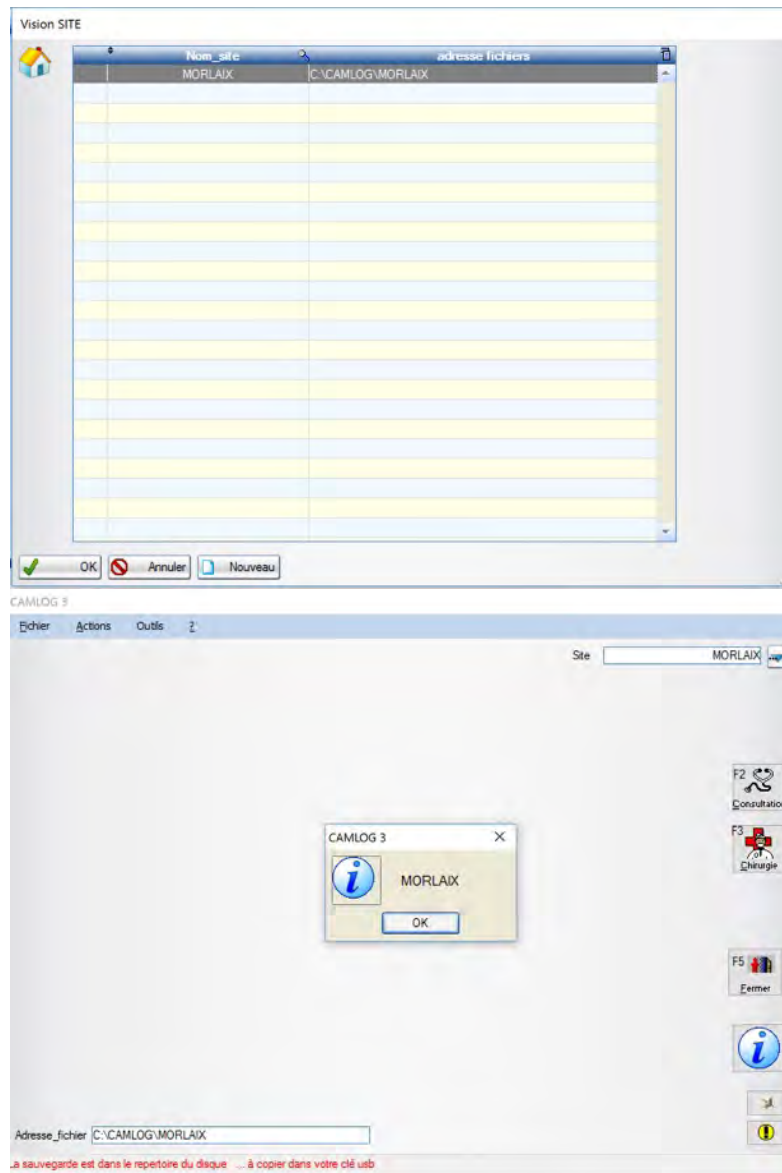 Vision SITE
Nom_site adresse fichiers
MORLAIX C:\CAMLOG\MORLAIX
OK Annuler Nouveau
CAMLOG 3
Fichier Actions Outils ?
Site MORLAIX
F2
Consultatio
F3
Chirurgie
CAMLOG 3
MORLAIX
OK
F5
Fermer
Adresse_fichier C:\CAMLOG\MORLAIX
La sauvegarde est dans le repertoire du disque ... à copier dans votre clé usb